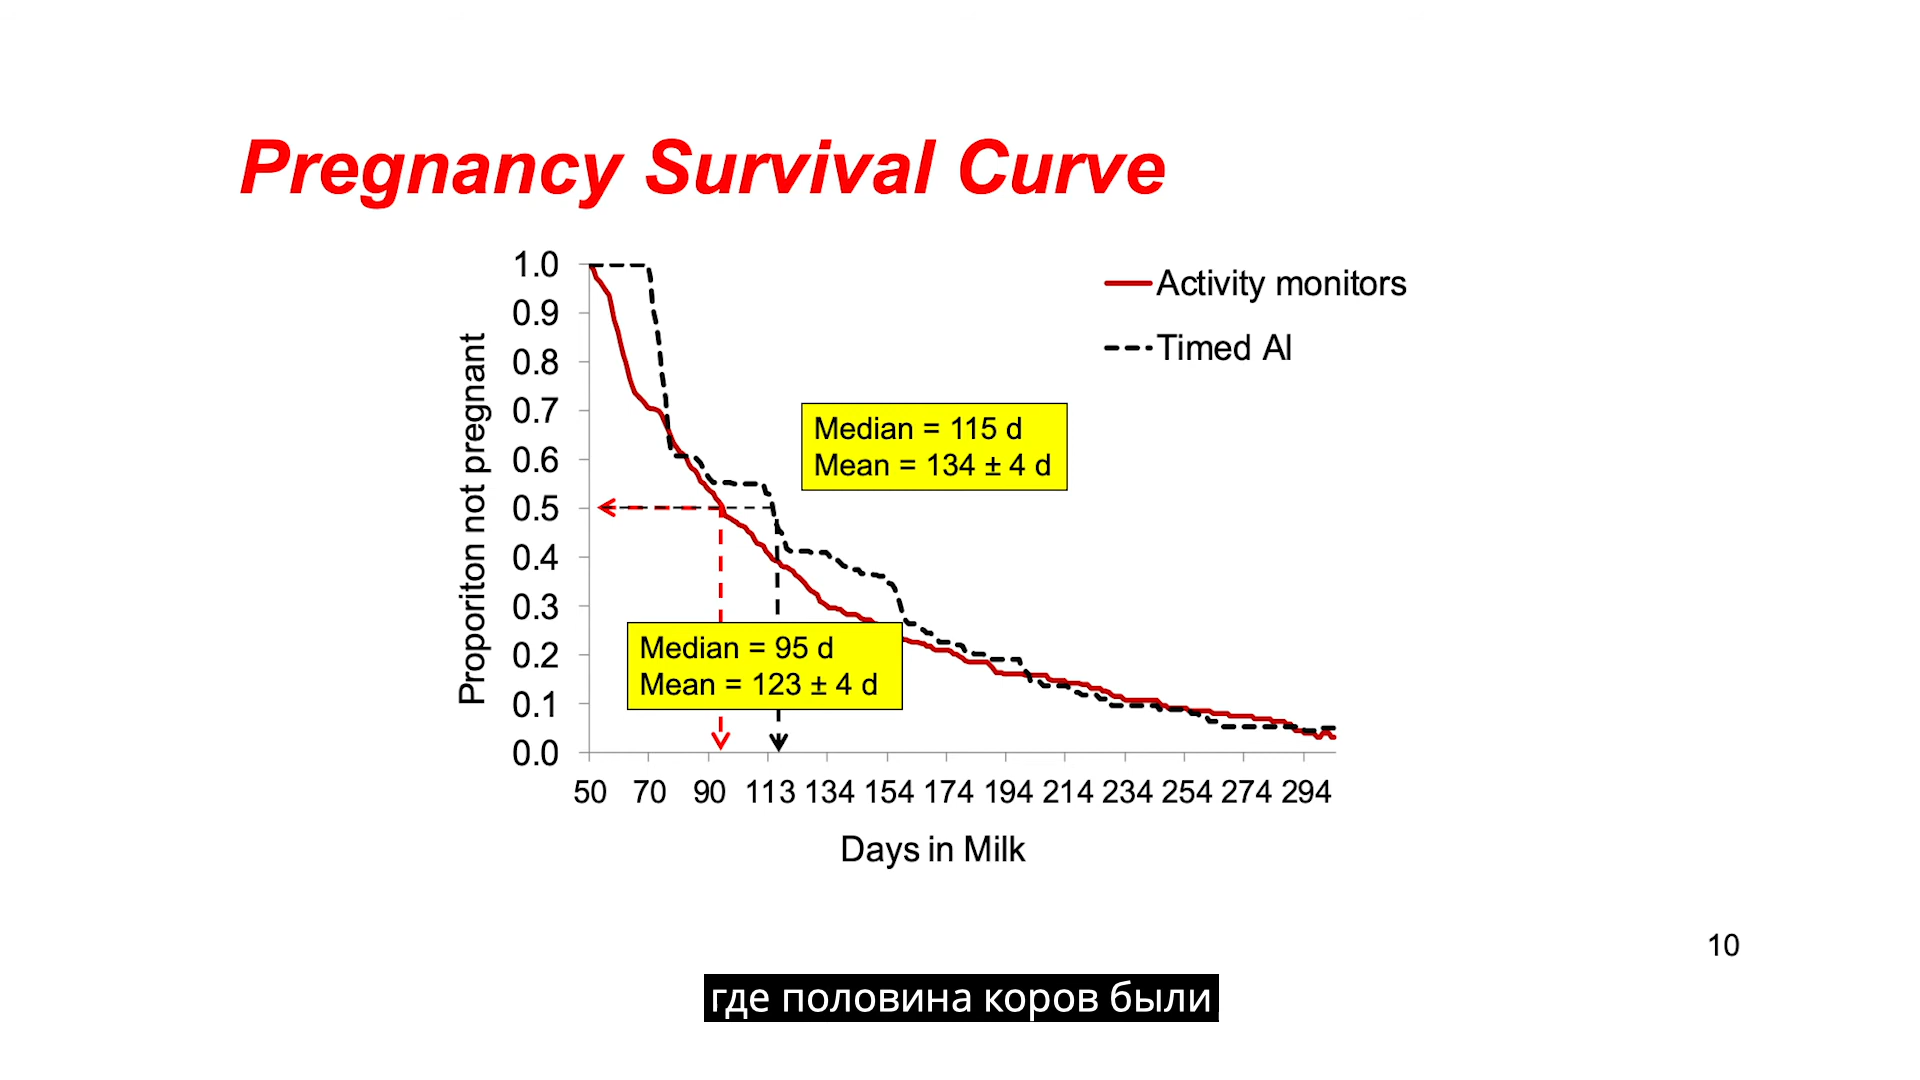 Pregnancy Survival Curve
Activity monitors
Timed AI
Proporiton not pregnant
1.0
0.9
0.8
0.7
0.6
0.5
0.4
0.3
0.2
0.1
0.0
Median = 115 d
Mean = 134 ± 4 d
Median = 95 d
Mean = 123 ± 4 d
50 70 90 113 134 154 174 194 214 234 254 274 294
Days in Milk
10
где половина коров были